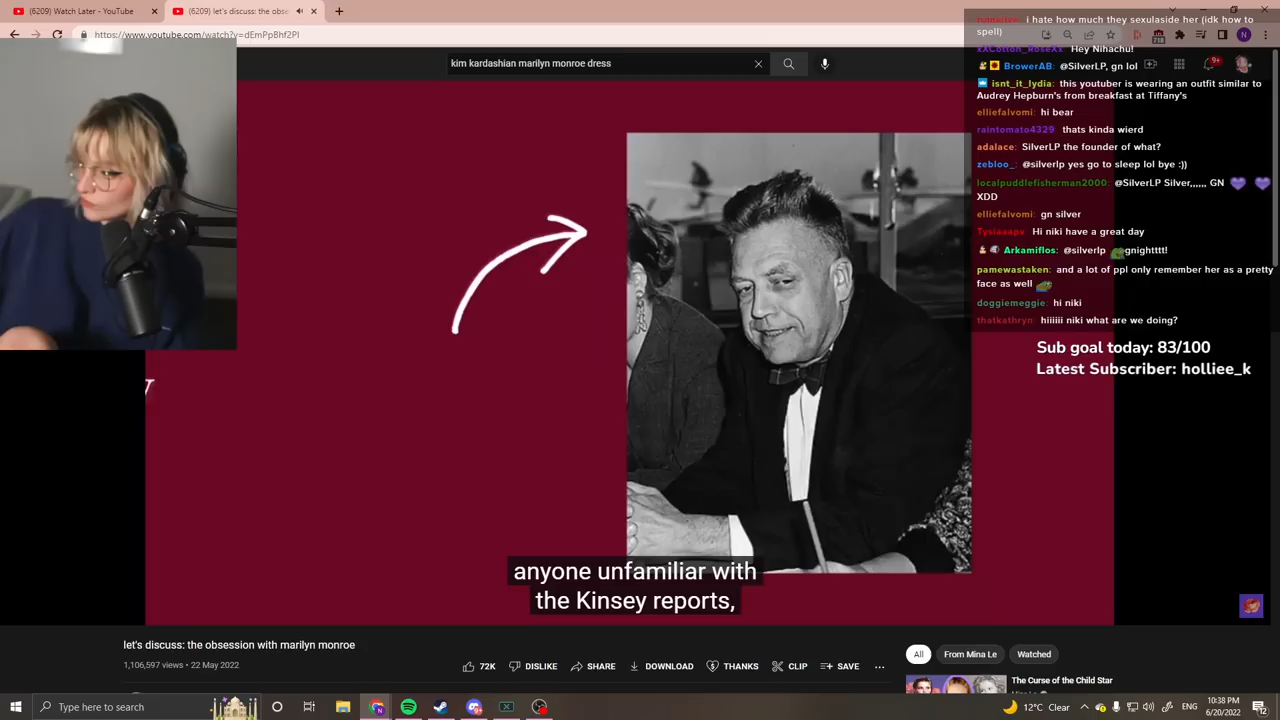 (6209) Watch Later - YouTube
(6209) let's discuss: the obses
https://www.youtube.com/watch?v=dEmPpBhf2PI
kim kardashian marilyn monroe dress
718
N
9+
i hate how much they sexulaside her (idk how to
spell)
xXCotton_RoseXx: Hey Nihachu!
BrowerAB: @SilverLP, gn lol
isnt_it_lydia: this youtuber is wearing an outfit similar to
Audrey Hepburn's from breakfast at Tiffany's
elliefalvomi: hi bear
raintomato4329: thats kinda wierd
adalace: SilverLP the founder of what?
zebloo_: @silverlp yes go to sleep lol bye :))
localpuddlefisherman2000: @SilverLP Silver,,,,,, GN
XDD
elliefalvomi: gn silver
Tysiaaapv: Hi niki have a great day
Arkamiflos: @silverlp gnightttt!
pamewastaken: and a lot of ppl only remember her as a pretty
face as well
doggiemeggie: hi niki
thatkathryn: hiiiiii niki what are we doing?
Sub goal today: 83/100
Latest Subscriber: holliee_k
anyone unfamiliar with
the Kinsey reports,
let's discuss: the obsession with marilyn monroe
1,106,597 views • 22 May 2022
72K
DISLIKE
SHARE
DOWNLOAD
THANKS
CLIP
SAVE
All
From Mina Le
Watched
The Curse of the Child Star
Type here to search
12°C Clear
10:38 PM
6/20/2022
12